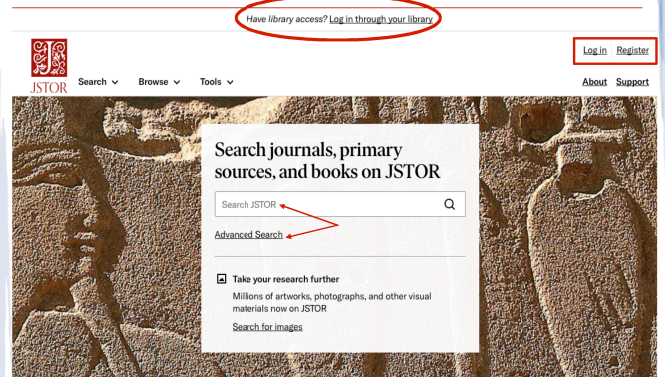 Have library access? Log in through your library
Log in Register
JSTOR
Search Browse Tools
About Support
Search journals, primary
sources, and books on JSTOR
Search JSTOR
Advanced Search
Take your research further
Millions of artworks, photographs, and other visual
materials now on JSTOR
Search for images